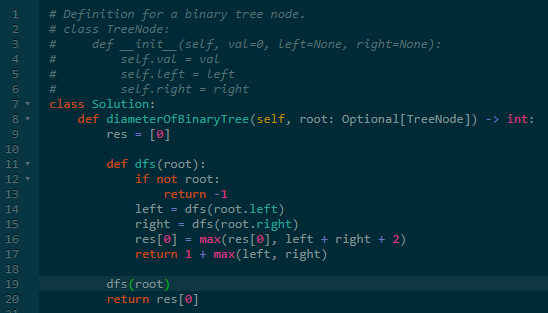 1 # Definition for a binary tree node.
2 # class TreeNode:
3 #     def __init__(self, val=0, left=None, right=None):
4 #         self.val = val
5 #         self.left = left
6 #         self.right = right
7 class Solution:
8     def diameterOfBinaryTree(self, root: Optional[TreeNode]) -> int:
9         res = [0]
10
11         def dfs(root):
12             if not root:
13                 return -1
14             left = dfs(root.left)
15             right = dfs(root.right)
16             res[0] = max(res[0], left + right + 2)
17             return 1 + max(left, right)
18
19         dfs(root)
20         return res[0]